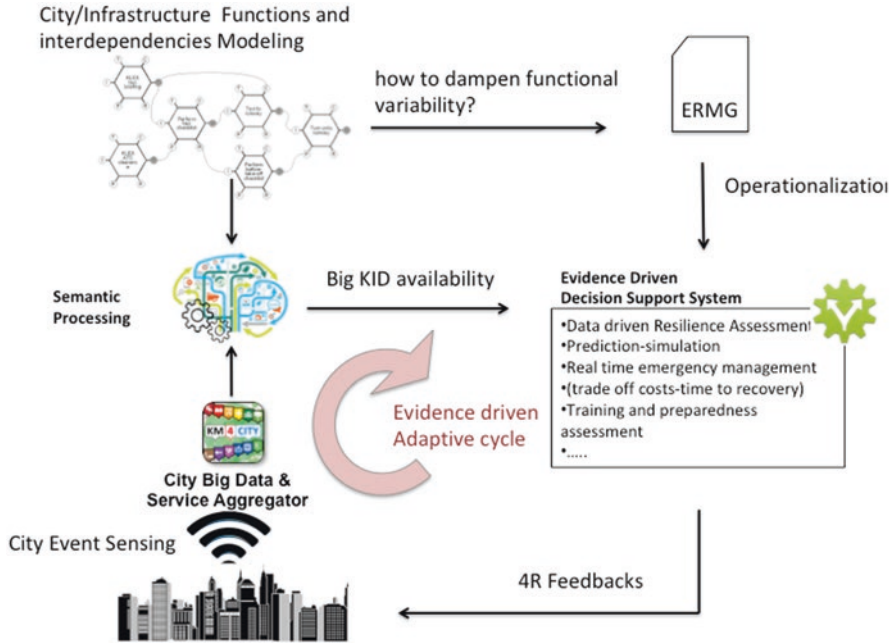 City/Infrastructure Functions and
interdependencies Modeling
how to dampen functional
variability?
ERMG
Operationalization
Semantic
Processing
Big KID availability
Evidence Driven
Decision Support System
•Data driven Resilience Assessment
•Prediction-simulation
•Real time emergency management
•(trade off costs-time to recovery)
•Training and preparedness
assessment
•.....
Evidence driven
Adaptive cycle
KM 4 CITY
City Big Data &
Service Aggregator
City Event Sensing
4R Feedbacks